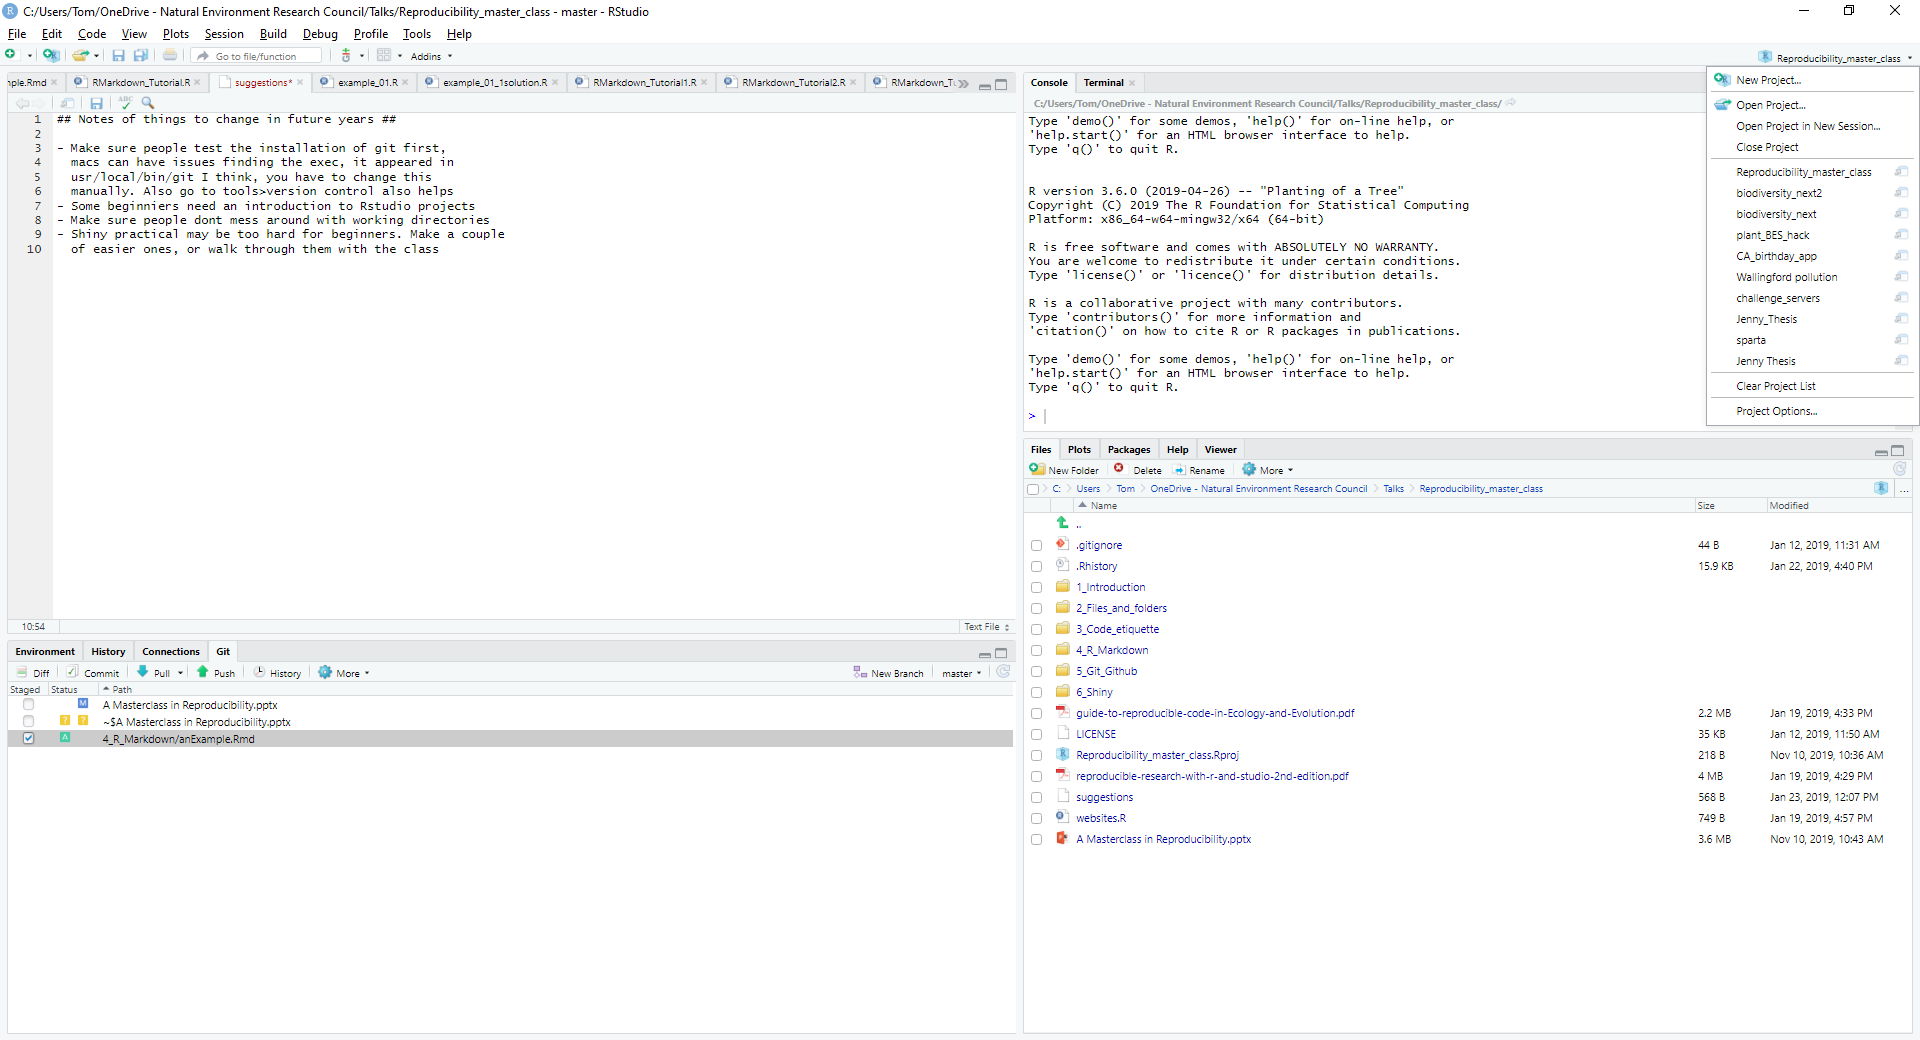 C:/Users/Tom/OneDrive - Natural Environment Research Council/Talks/Reproducibility_master_class - master - RStudio
File Edit Code View Plots Session Build Debug Profile Tools Help
Go to file/function Addins
Reproducibility_master_class
nple.Rmd RMarkdown_Tutorial.R suggestions* example_01.R example_01_1solution.R RMarkdown_Tutorial1.R RMarkdown_Tutorial2.R RMarkdown_Tu
ABC
1 ## Notes of things to change in future years ##
2
3 - Make sure people test the installation of git first,
4 macs can have issues finding the exec, it appeared in
5 usr/local/bin/git I think, you have to change this
6 manually. Also go to tools>version control also helps
7 - Some beginniers need an introduction to Rstudio projects
8 - Make sure people dont mess around with working directories
9 - Shiny practical may be too hard for beginners. Make a couple
10 of easier ones, or walk through them with the class
10:54 Text File
Environment History Connections Git
Diff Commit Pull Push History More New Branch master
Staged Status Path
M A Masterclass in Reproducibility.pptx
? ? ~$A Masterclass in Reproducibility.pptx
A 4_R_Markdown/anExample.Rmd
Console Terminal
C:/Users/Tom/OneDrive - Natural Environment Research Council/Talks/Reproducibility_master_class/
Type 'demo()' for some demos, 'help()' for on-line help, or
'help.start()' for an HTML browser interface to help.
Type 'q()' to quit R.
R version 3.6.0 (2019-04-26) -- "Planting of a Tree"
Copyright (C) 2019 The R Foundation for Statistical Computing
Platform: x86_64-w64-mingw32/x64 (64-bit)
R is free software and comes with ABSOLUTELY NO WARRANTY.
You are welcome to redistribute it under certain conditions.
Type 'license()' or 'licence()' for distribution details.
R is a collaborative project with many contributors.
Type 'contributors()' for more information and
'citation()' on how to cite R or R packages in publications.
Type 'demo()' for some demos, 'help()' for on-line help, or
'help.start()' for an HTML browser interface to help.
Type 'q()' to quit R.
>
New Project...
Open Project...
Open Project in New Session...
Close Project
Reproducibility_master_class
biodiversity_next2
biodiversity_next
plant_BES_hack
CA_birthday_app
Wallingford pollution
challenge_servers
Jenny_Thesis
sparta
Jenny Thesis
Clear Project List
Project Options...
Files Plots Packages Help Viewer
New Folder Delete Rename More
C: Users Tom OneDrive - Natural Environment Research Council Talks Reproducibility_master_class ...
Name Size Modified
..
.gitignore 44 B Jan 12, 2019, 11:31 AM
.Rhistory 15.9 KB Jan 22, 2019, 4:40 PM
1_Introduction
2_Files_and_folders
3_Code_etiquette
4_R_Markdown
5_Git_Github
6_Shiny
guide-to-reproducible-code-in-Ecology-and-Evolution.pdf 2.2 MB Jan 19, 2019, 4:33 PM
LICENSE 35 KB Jan 12, 2019, 11:50 AM
Reproducibility_master_class.Rproj 218 B Nov 10, 2019, 10:36 AM
reproducible-research-with-r-and-studio-2nd-edition.pdf 4 MB Jan 19, 2019, 4:29 PM
suggestions 568 B Jan 23, 2019, 12:07 PM
websites.R 749 B Jan 19, 2019, 4:57 PM
A Masterclass in Reproducibility.pptx 3.6 MB Nov 10, 2019, 10:43 AM